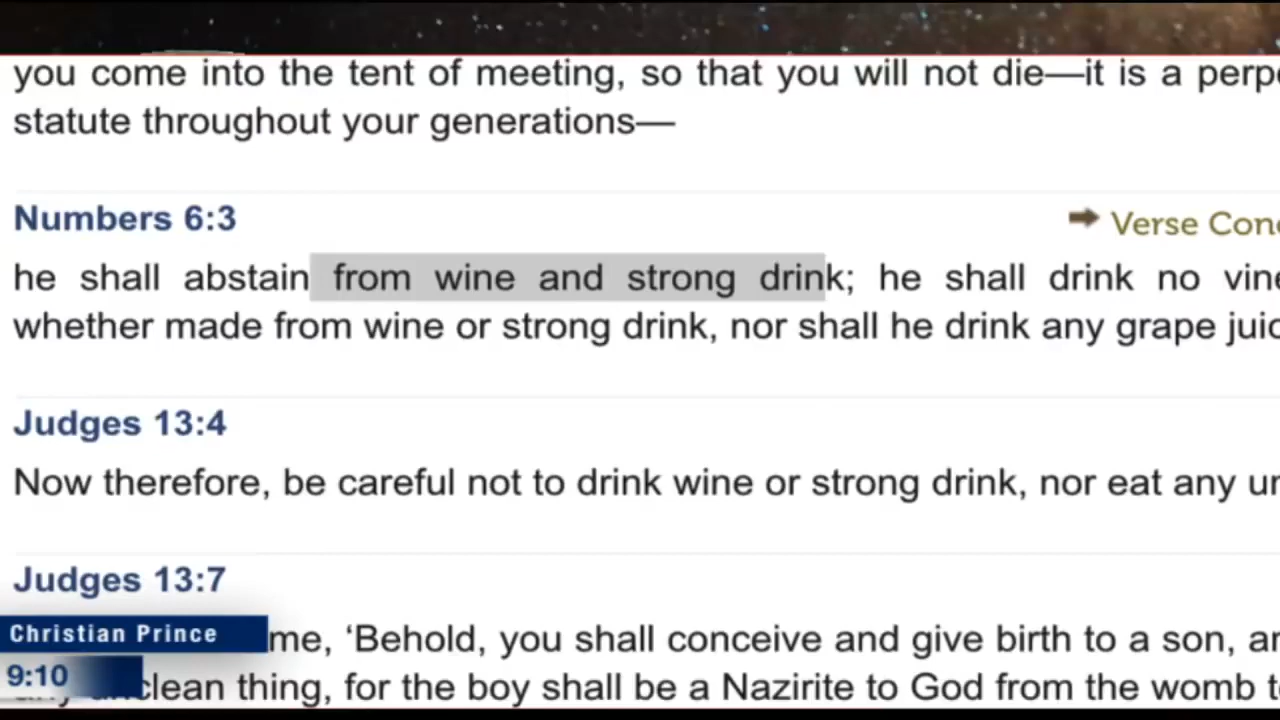 you come into the tent of meeting, so that you will not die—it is a perp
statute throughout your generations—
Numbers 6:3
Verse Con
he shall abstain from wine and strong drink; he shall drink no vine
whether made from wine or strong drink, nor shall he drink any grape juic
Judges 13:4
Now therefore, be careful not to drink wine or strong drink, nor eat any un
Judges 13:7
Christian Prince
me, ‘Behold, you shall conceive and give birth to a son, an
9:10
any unclean thing, for the boy shall be a Nazirite to God from the womb t